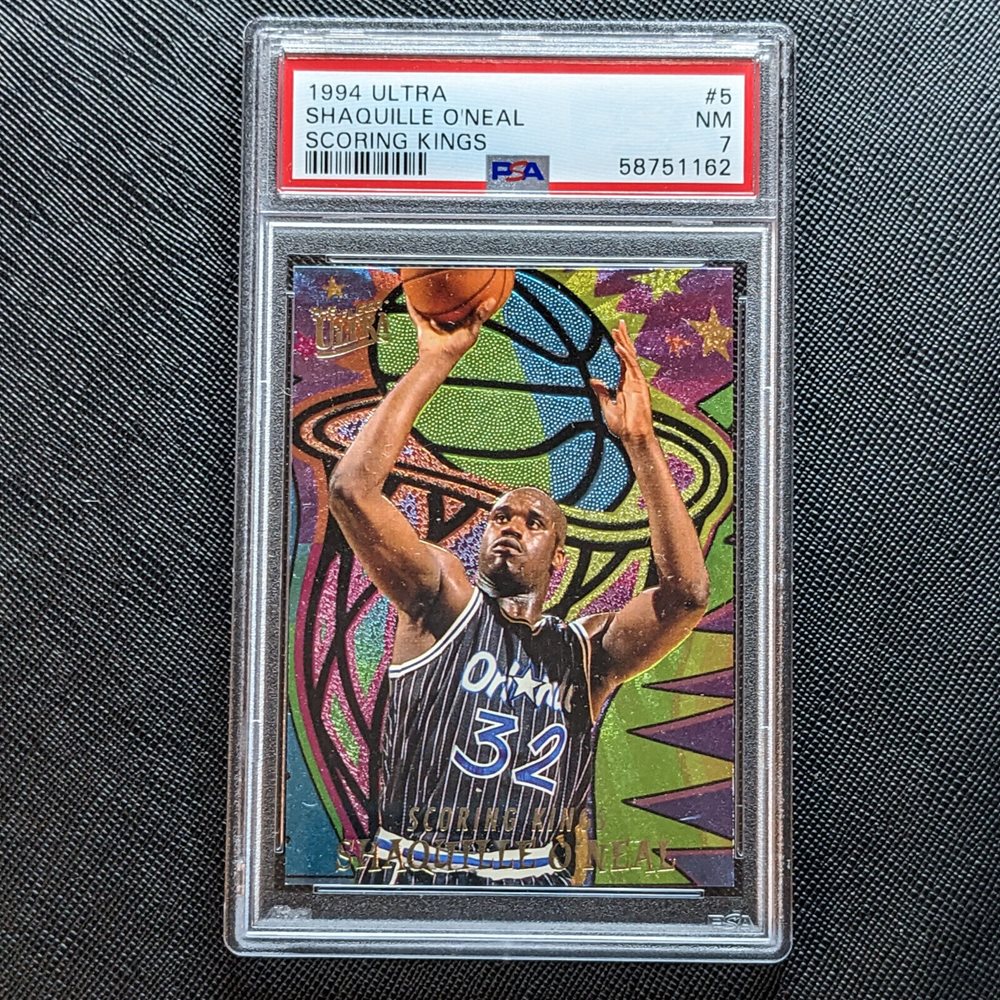 1994 ULTRA
#5
SHAQUILLE O'NEAL
NM
SCORING KINGS
7
PSA
58751162
ULTRA
Orlando
32
SCORING KINGS
SHAQUILLE O'NEAL
PSA